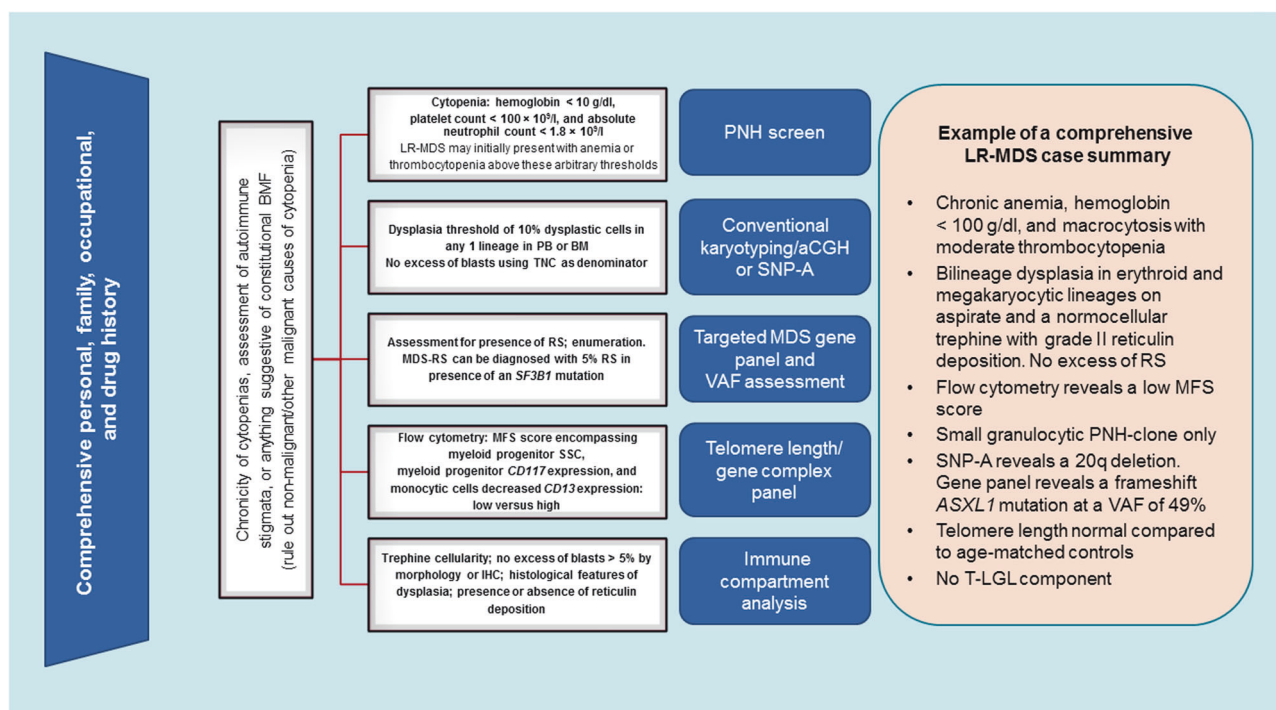 Comprehensive personal, family, occupational,
and drug history
Chronicity of cytopenias, assessment of autoimmune
stigmata, or anything suggestive of constitutional BMF
(rule out non-malignant/other malignant causes of cytopenia)
Cytopenia: hemoglobin < 10 g/dl,
platelet count < 100 × 10⁹/l, and absolute
neutrophil count < 1.8 × 10⁹/l
LR-MDS may initially present with anemia or
thrombocytopenia above these arbitrary thresholds
Dysplasia threshold of 10% dysplastic cells in
any 1 lineage in PB or BM
No excess of blasts using TNC as denominator
Assessment for presence of RS; enumeration.
MDS-RS can be diagnosed with 5% RS in
presence of an SF3B1 mutation
Flow cytometry: MFS score encompassing
myeloid progenitor SSC,
myeloid progenitor CD117 expression, and
monocytic cells decreased CD13 expression:
low versus high
Trephine cellularity; no excess of blasts > 5% by
morphology or IHC; histological features of
dysplasia; presence or absence of reticulin
deposition
PNH screen
Conventional
karyotyping/aCGH
or SNP-A
Targeted MDS gene
panel and
VAF assessment
Telomere length/
gene complex
panel
Immune
compartment
analysis
Example of a comprehensive
LR-MDS case summary
• Chronic anemia, hemoglobin
< 100 g/dl, and macrocytosis with
moderate thrombocytopenia
• Bilineage dysplasia in erythroid and
megakaryocytic lineages on
aspirate and a normocellular
trephine with grade II reticulin
deposition. No excess of RS
• Flow cytometry reveals a low MFS
score
• Small granulocytic PNH-clone only
• SNP-A reveals a 20q deletion.
Gene panel reveals a frameshift
ASXL1 mutation at a VAF of 49%
• Telomere length normal compared
to age-matched controls
• No T-LGL component